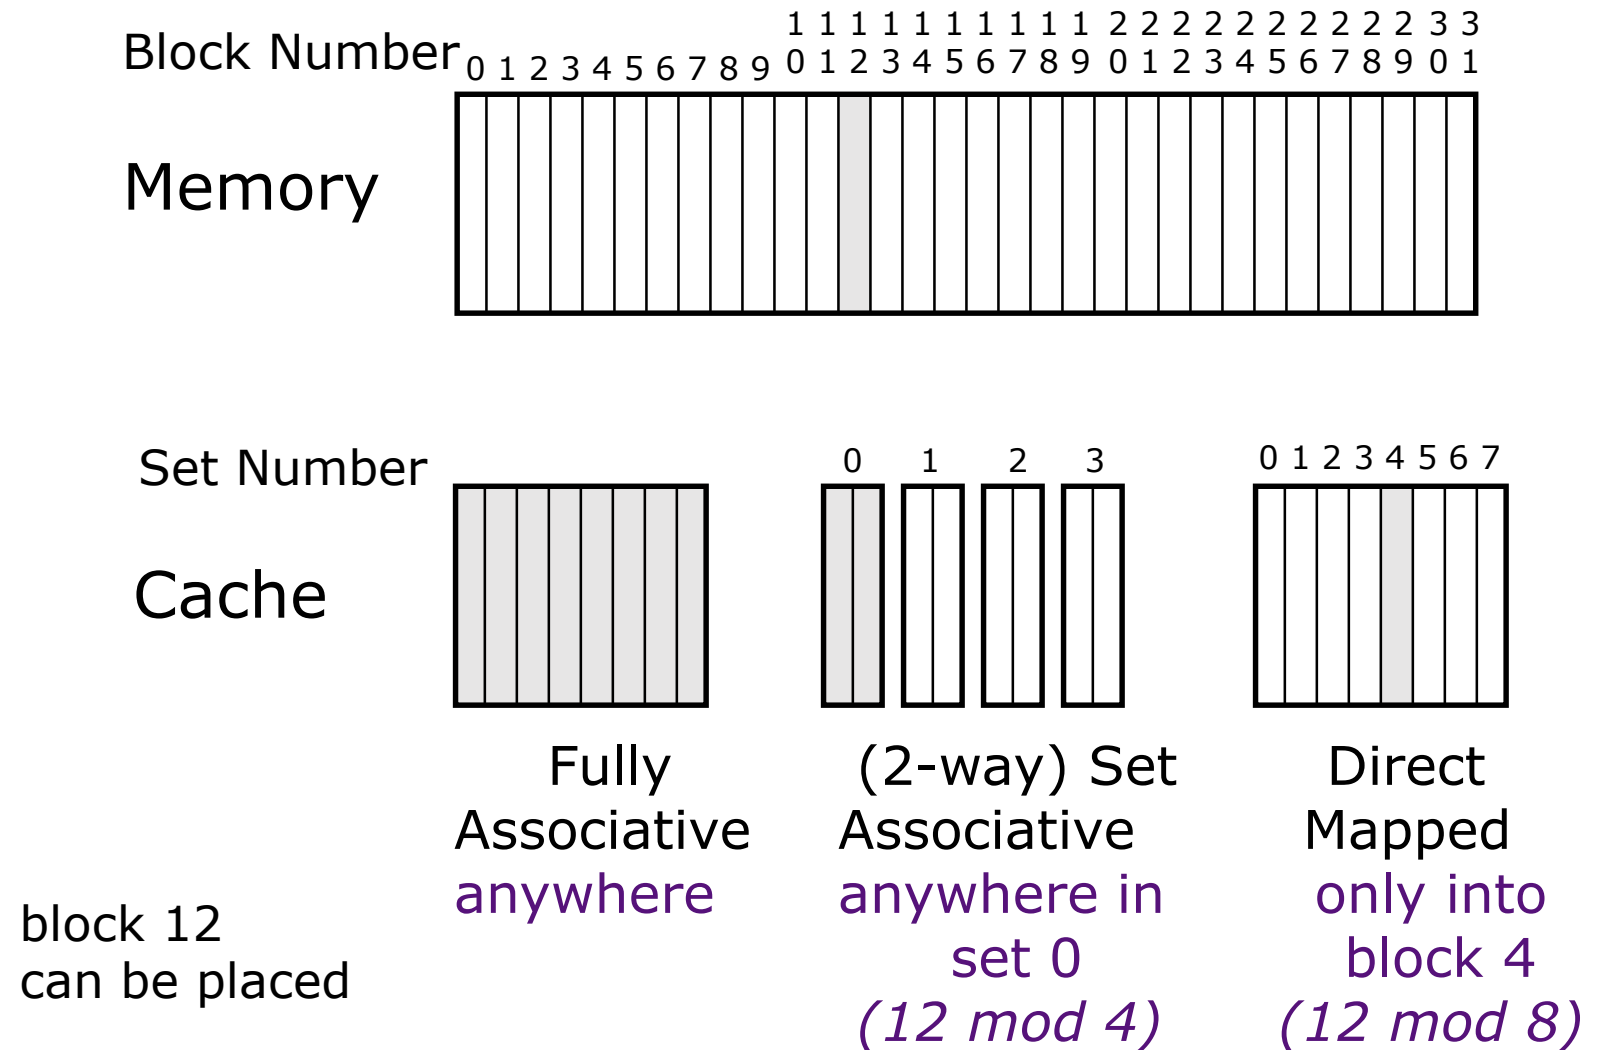 Block Number
0 1 2 3 4 5 6 7 8 9 10 11 12 13 14 15 16 17 18 19 20 21 22 23 24 25 26 27 28 29 30 31
Memory
Set Number
0 1 2 3
0 1 2 3 4 5 6 7
Cache
Fully
Associative
anywhere
(2-way) Set
Associative
anywhere in
set 0
(12 mod 4)
Direct
Mapped
only into
block 4
(12 mod 8)
block 12
can be placed